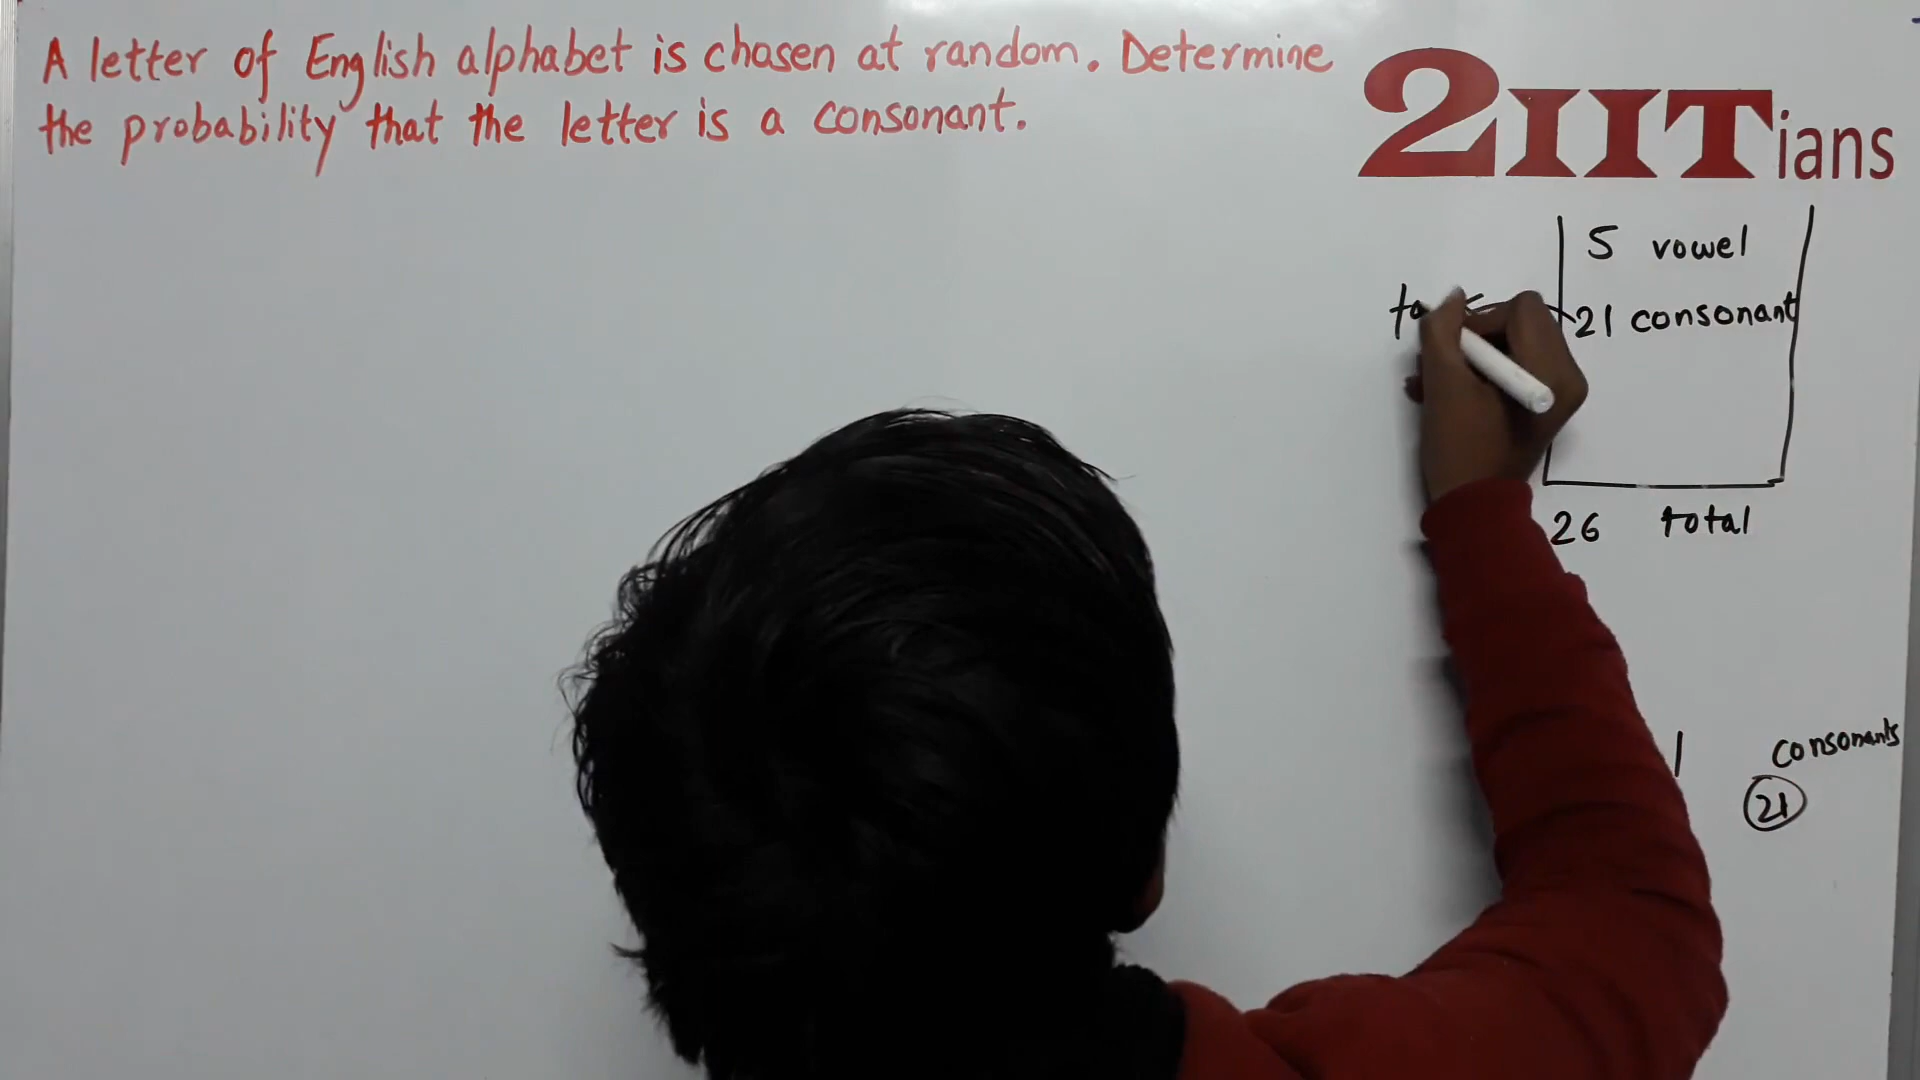 A letter of English alphabet is chosen at random. Determine
the probability that the letter is a consonant.
2IITians
5 vowel
21 consonant
26 total
consonants
21